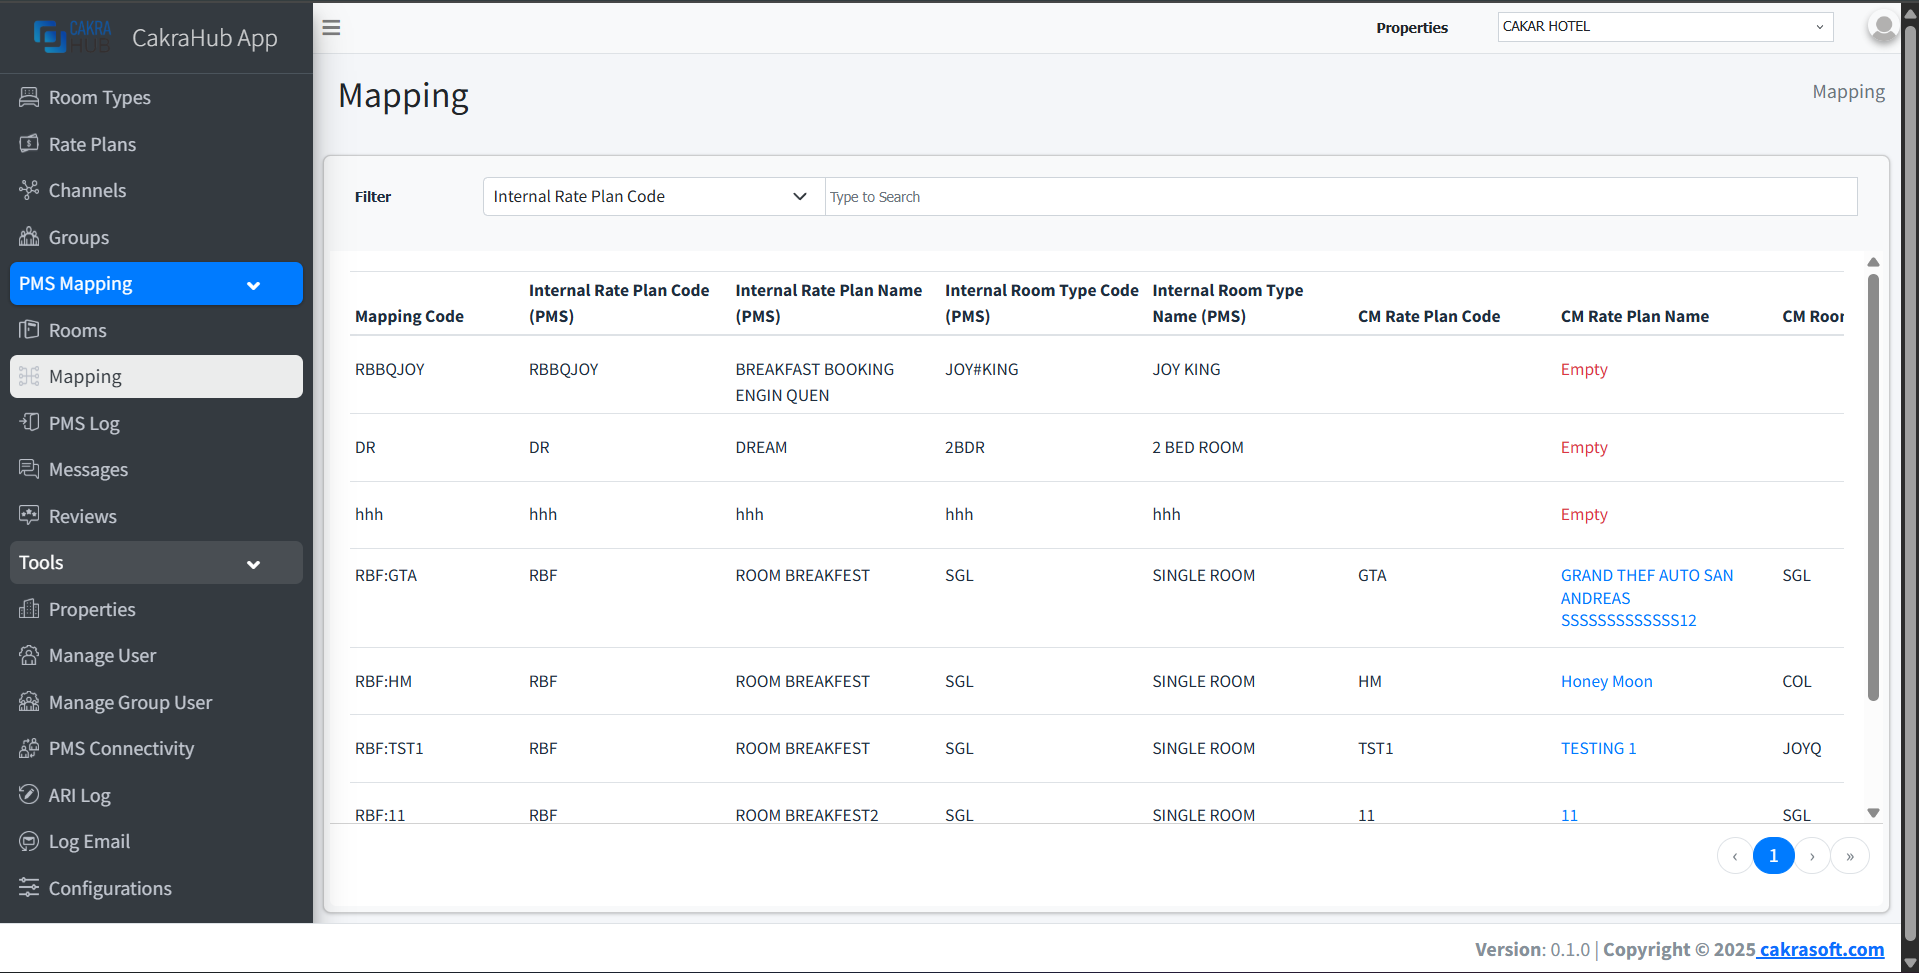 CAKRA
HUB
CakraHub App
Properties
CAKAR HOTEL
Room Types
Rate Plans
Channels
Groups
PMS Mapping
Rooms
Mapping
PMS Log
Messages
Reviews
Tools
Properties
Manage User
Manage Group User
PMS Connectivity
ARI Log
Log Email
Configurations
Mapping
Mapping
Filter
Internal Rate Plan Code
Type to Search
Mapping Code
Internal Rate Plan Code
(PMS)
Internal Rate Plan Name
(PMS)
Internal Room Type Code
(PMS)
Internal Room Type
Name (PMS)
CM Rate Plan Code
CM Rate Plan Name
CM Room
RBBQJOY
RBBQJOY
BREAKFAST BOOKING
ENGIN QUEN
JOY#KING
JOY KING
Empty
DR
DR
DREAM
2BDR
2 BED ROOM
Empty
hhh
hhh
hhh
hhh
hhh
Empty
RBF:GTA
RBF
ROOM BREAKFEST
SGL
SINGLE ROOM
GTA
GRAND THEF AUTO SAN
ANDREAS
SSSSSSSSSSSSS12
SGL
RBF:HM
RBF
ROOM BREAKFEST
SGL
SINGLE ROOM
HM
Honey Moon
COL
RBF:TST1
RBF
ROOM BREAKFEST
SGL
SINGLE ROOM
TST1
TESTING 1
JOYQ
RBF:11
RBF
ROOM BREAKFEST2
SGL
SINGLE ROOM
11
11
SGL
‹ 1 › »
Version: 0.1.0 | Copyright © 2025 cakrasoft.com